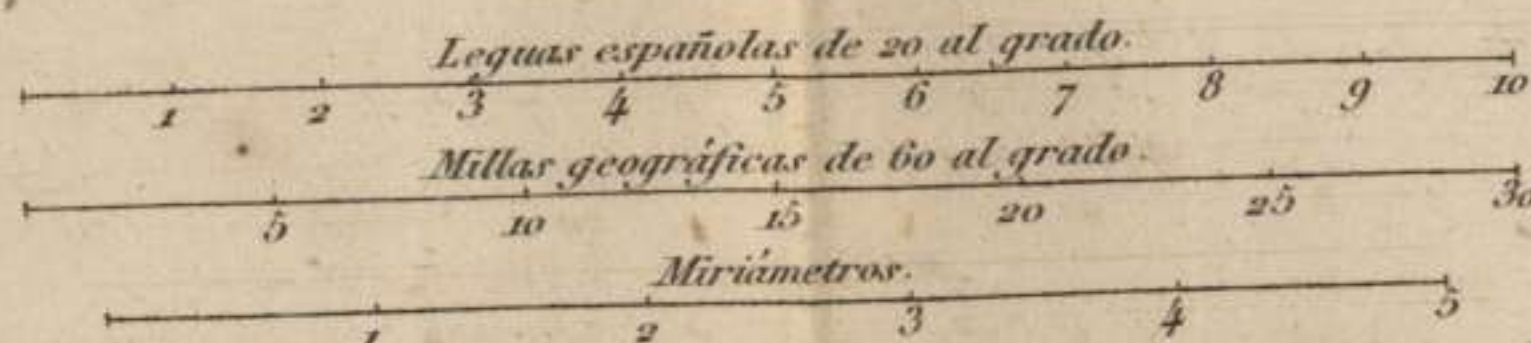 Leguas españolas de 20 al grado.
1 2 3 4 5 6 7 8 9 10
Millas geográficas de 60 al grado.
5 10 15 20 25 30
Miriámetros.
1 2 3 4 5